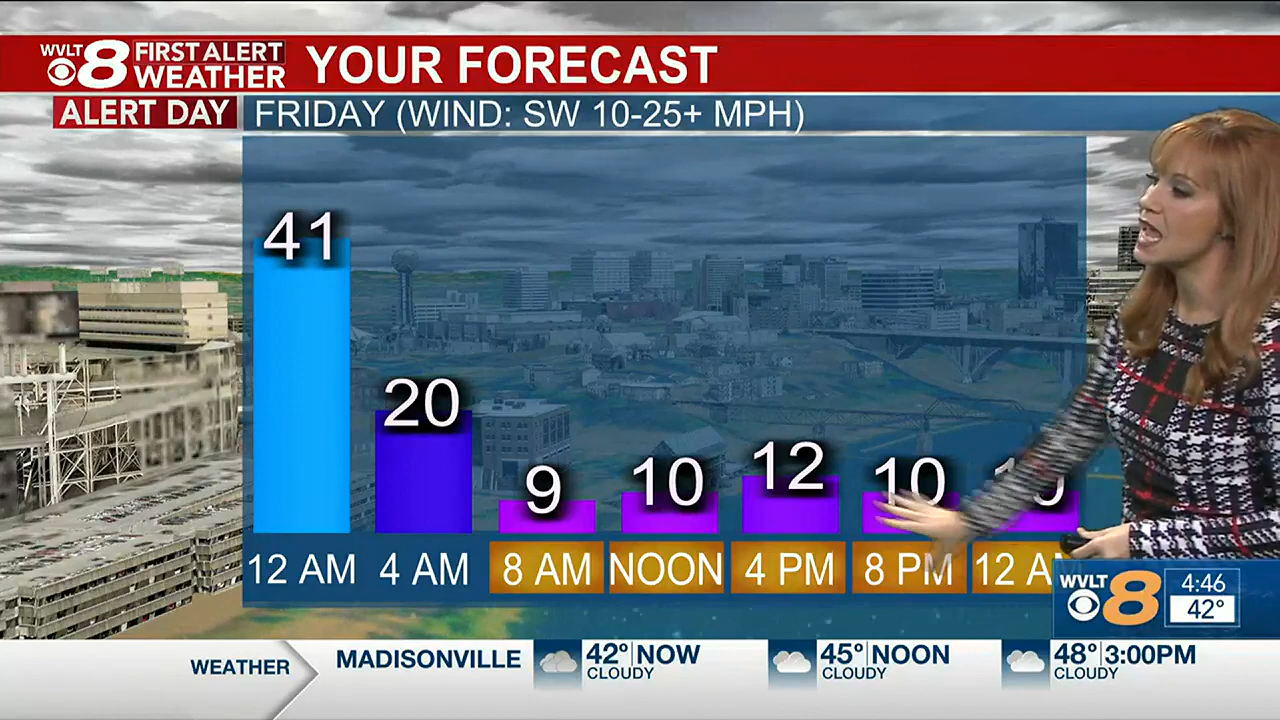 WVLT 8 FIRST ALERT WEATHER
YOUR FORECAST
ALERT DAY
FRIDAY (WIND: SW 10-25+ MPH)
41
20
9
10
12
10
12 AM
4 AM
8 AM
NOON
4 PM
8 PM
12 AM
WVLT 8
4:46
42°
WEATHER
MADISONVILLE
42° NOW
CLOUDY
45° NOON
CLOUDY
48° 3:00PM
CLOUDY